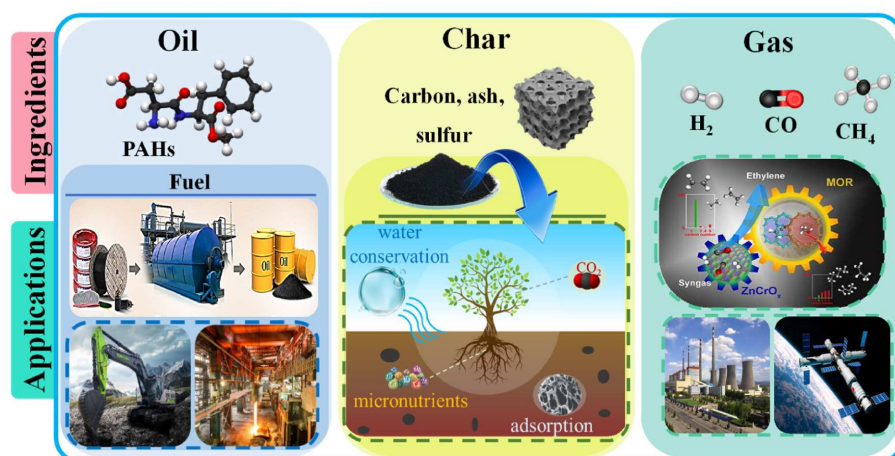 Ingredients
Applications
Oil
PAHs
Fuel
Oil
Oil
Char
Carbon, ash,
sulfur
water
conservation
CO₂
micronutrients
adsorption
Gas
H₂
CO
CH₄
Ethylene
MOR
Syngas
ZnCrOₓ